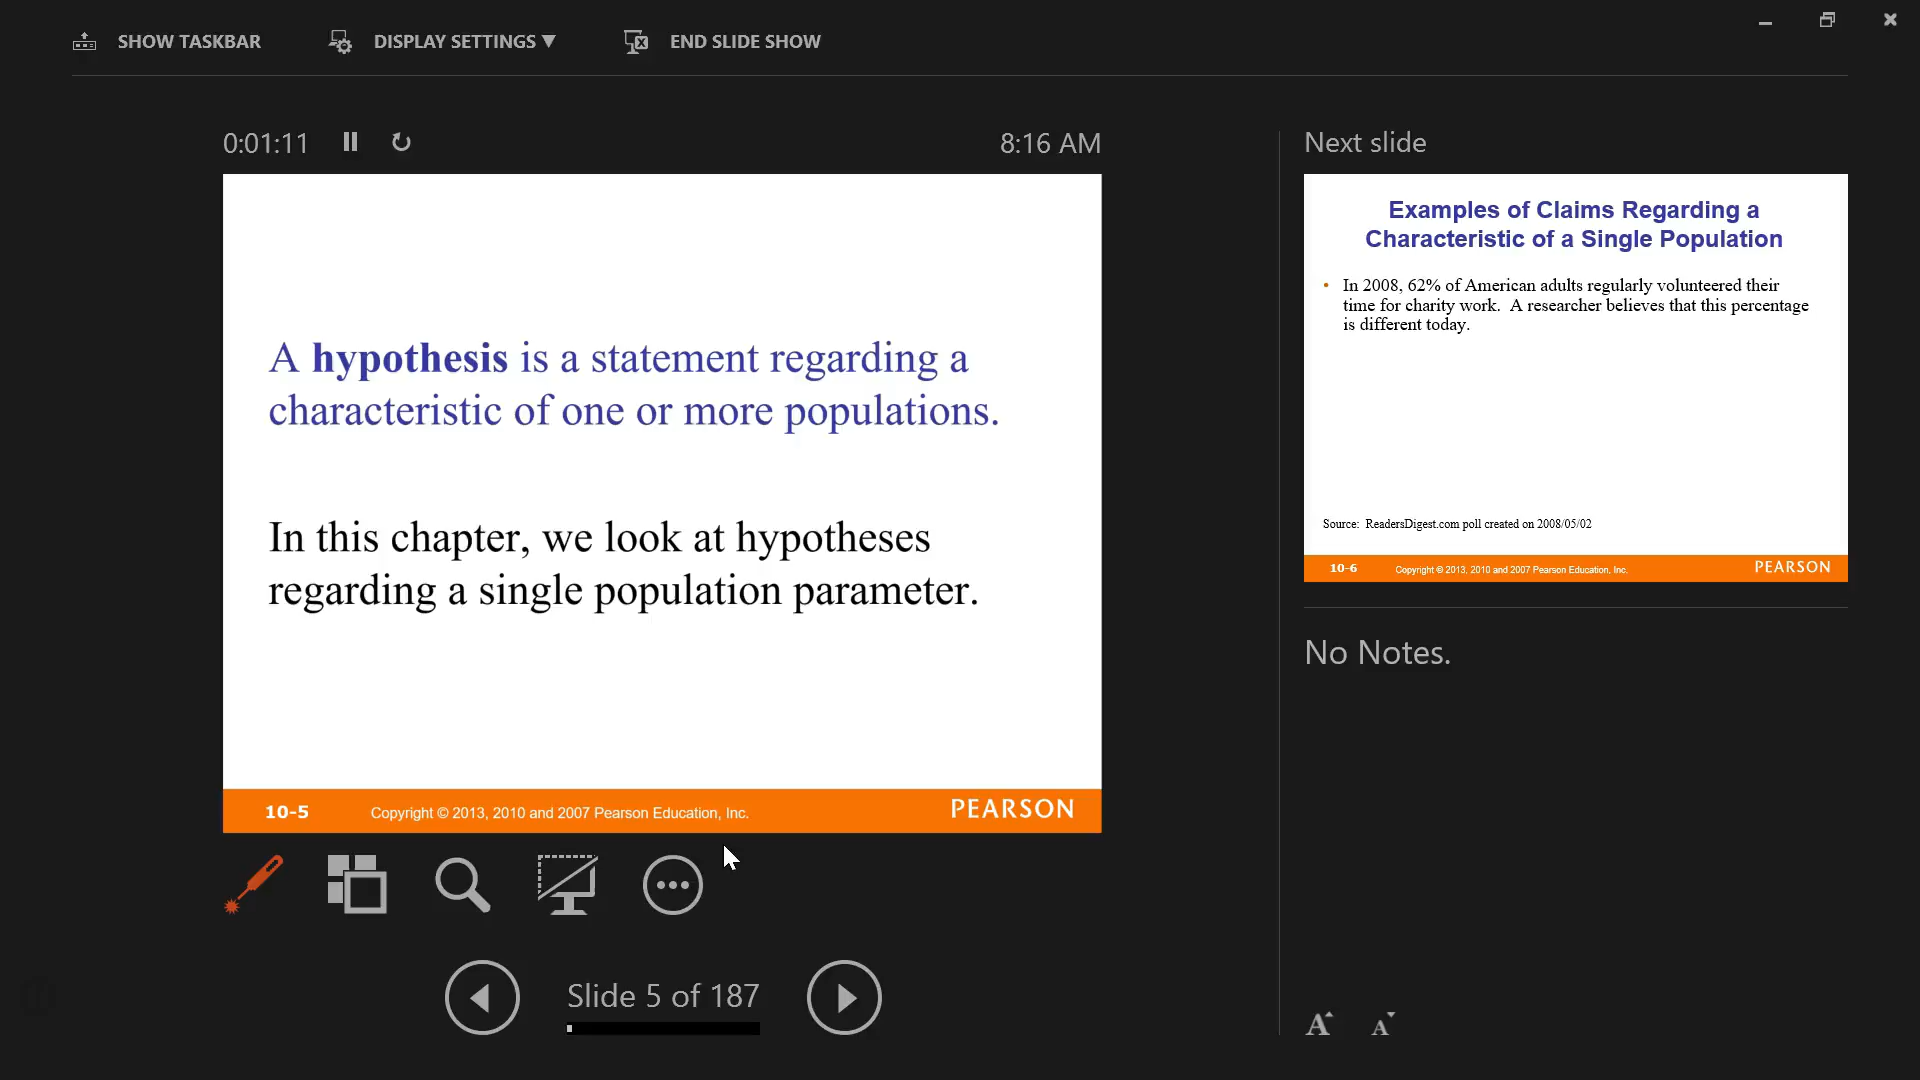 SHOW TASKBAR
DISPLAY SETTINGS ▼
END SLIDE SHOW
0:01:11
8:16 AM
A hypothesis is a statement regarding a
characteristic of one or more populations.
In this chapter, we look at hypotheses
regarding a single population parameter.
10-5
Copyright © 2013, 2010 and 2007 Pearson Education, Inc.
PEARSON
Slide 5 of 187
Next slide
Examples of Claims Regarding a
Characteristic of a Single Population
• In 2008, 62% of American adults regularly volunteered their
time for charity work. A researcher believes that this percentage
is different today.
Source: ReadersDigest.com poll created on 2008/05/02
10-6
Copyright © 2013, 2010 and 2007 Pearson Education, Inc.
PEARSON
No Notes.
A
A